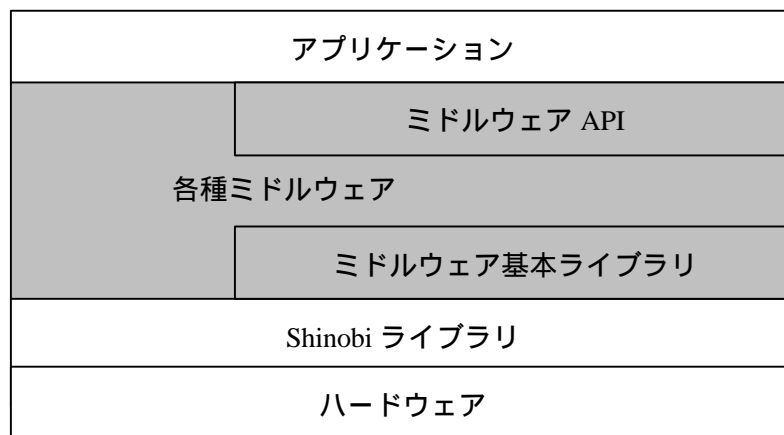 アプリケーション
ミドルウェア API
各種ミドルウェア
ミドルウェア基本ライブラリ
Shinobi ライブラリ
ハードウェア